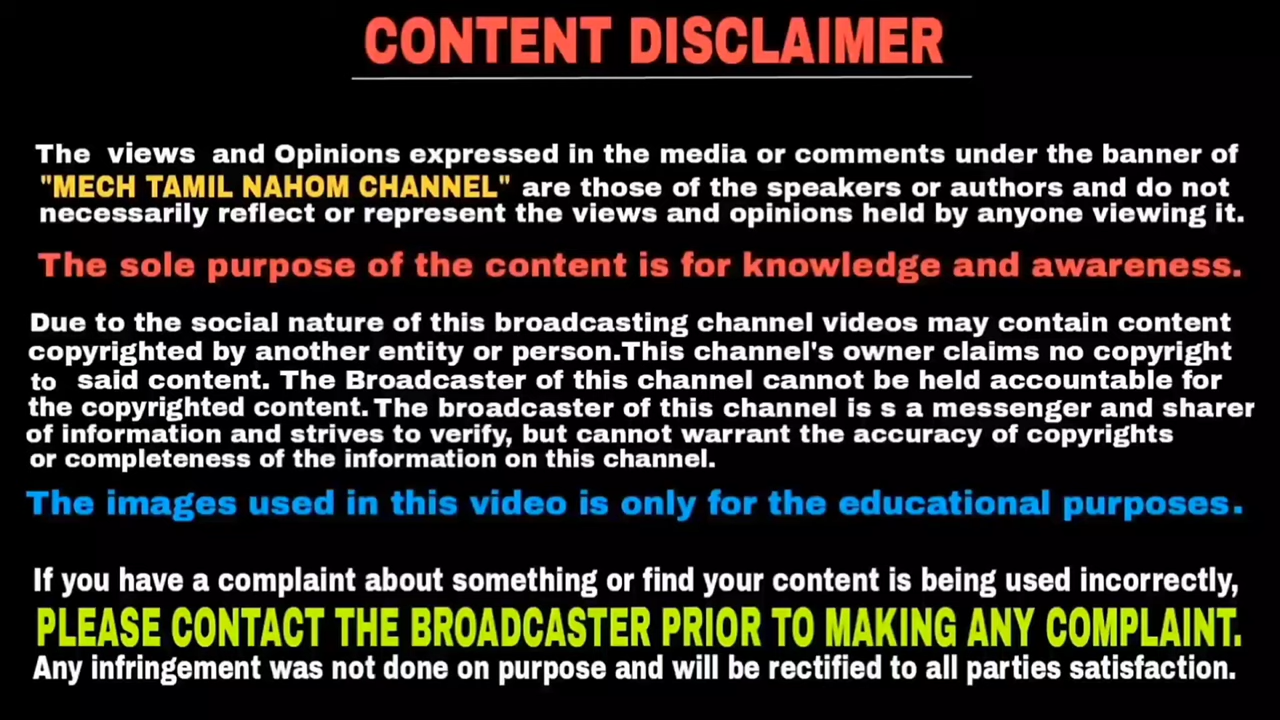 CONTENT DISCLAIMER
The views and Opinions expressed in the media or comments under the banner of
"MECH TAMIL NAHOM CHANNEL" are those of the speakers or authors and do not
necessarily reflect or represent the views and opinions held by anyone viewing it.
The sole purpose of the content is for knowledge and awareness.
Due to the social nature of this broadcasting channel videos may contain content
copyrighted by another entity or person.This channel's owner claims no copyright
to said content. The Broadcaster of this channel cannot be held accountable for
the copyrighted content. The broadcaster of this channel is s a messenger and sharer
of information and strives to verify, but cannot warrant the accuracy of copyrights
or completeness of the information on this channel.
The images used in this video is only for the educational purposes.
If you have a complaint about something or find your content is being used incorrectly,
PLEASE CONTACT THE BROADCASTER PRIOR TO MAKING ANY COMPLAINT.
Any infringement was not done on purpose and will be rectified to all parties satisfaction.